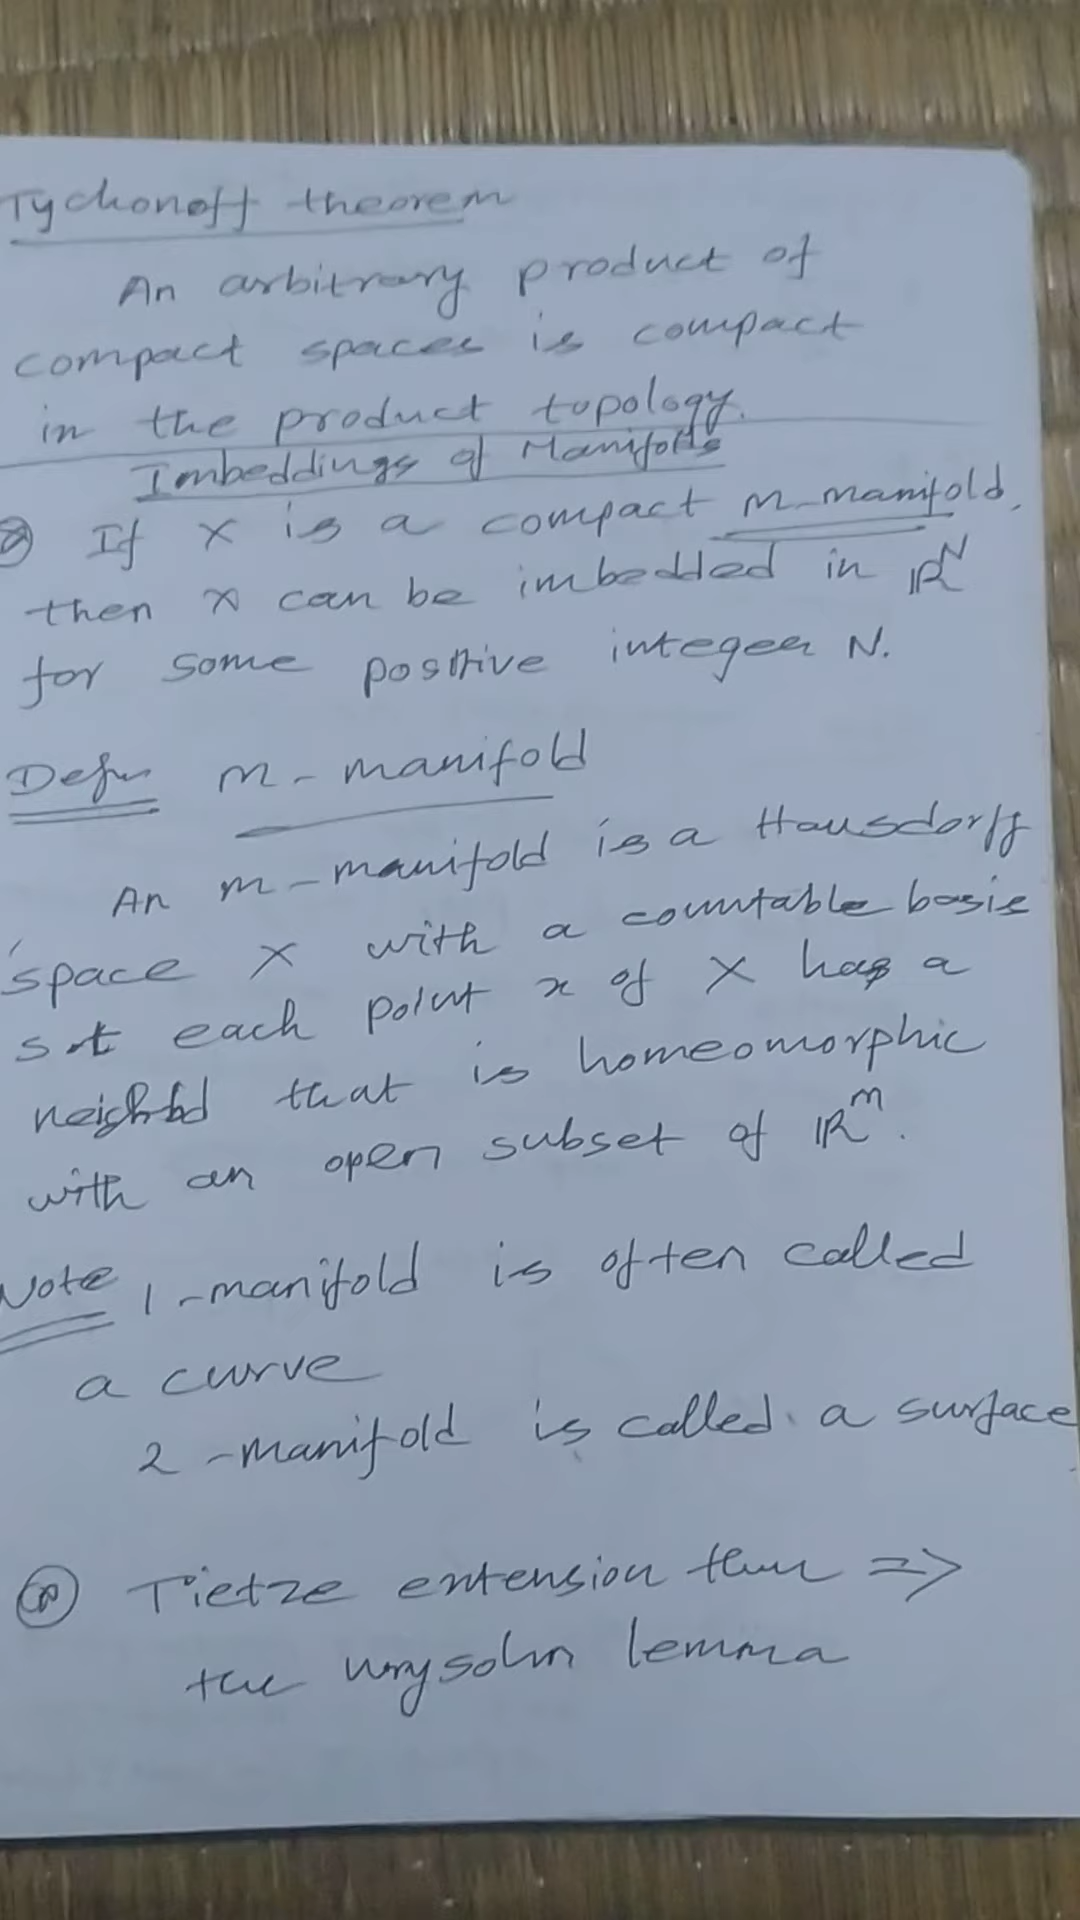 Tychonoff theorem
An arbitrary product of
compact spaces is compact
in the product topology.
Imbeddings of Manifolds
If X is a compact m-manifold,
then X can be imbedded in ℝᴺ
for some positive integer N.
Defn m-manifold
An m-manifold is a Hausdorff
space X with a countable basis
s.t each point x of X has a
neighbd that is homeomorphic
with an open subset of ℝᵐ.
Note 1-manifold is often called
a curve
2-manifold is called a surface
Tietze extension thm ⇒
the urysohn lemma